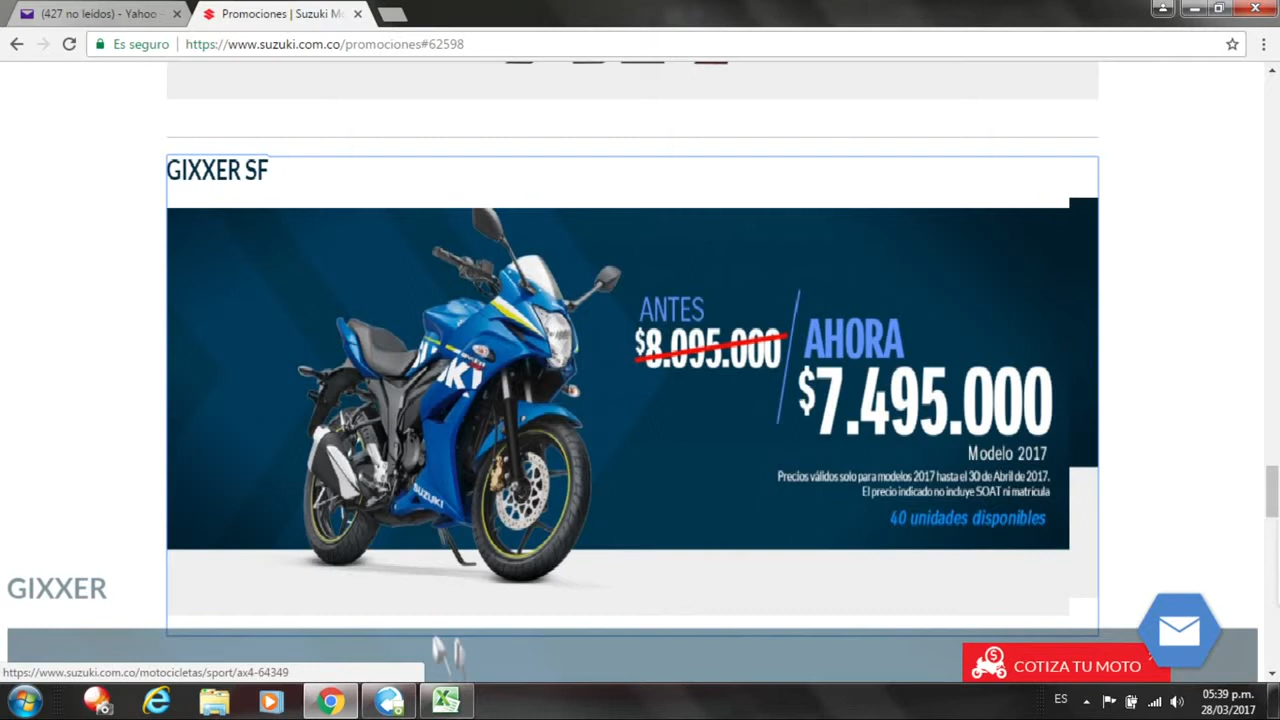 (427 no leídos) - Yahoo
Promociones | Suzuki Mo
Es seguro
https://www.suzuki.com.co/promociones#62598
GIXXER SF
ANTES
$8.095.000
AHORA
$7.495.000
Modelo 2017
Precios válidos solo para modelos 2017 hasta el 30 de Abril de 2017.
El precio indicado no incluye SOAT ni matrícula
40 unidades disponibles
SUZUKI
GIXXER
COTIZA TU MOTO
https://www.suzuki.com.co/motocicletas/sport/ax4-64349
ES
05:39 p.m.
28/03/2017